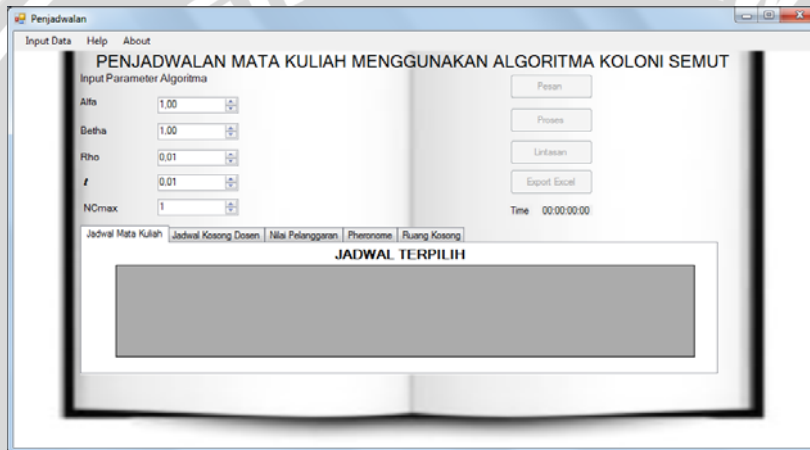 Penjadwalan
Input Data Help About
PENJADWALAN MATA KULIAH MENGGUNAKAN ALGORITMA KOLONI SEMUT
Input Parameter Algoritma
Alfa 1,00
Betha 1,00
Rho 0,01
t 0,01
NCmax 1
Pesan
Proses
Lintasan
Export Excel
Time 00:00:00:00
Jadwal Mata Kuliah Jadwal Kosong Dosen Nilai Pelanggaran Pheronome Ruang Kosong
JADWAL TERPILIH